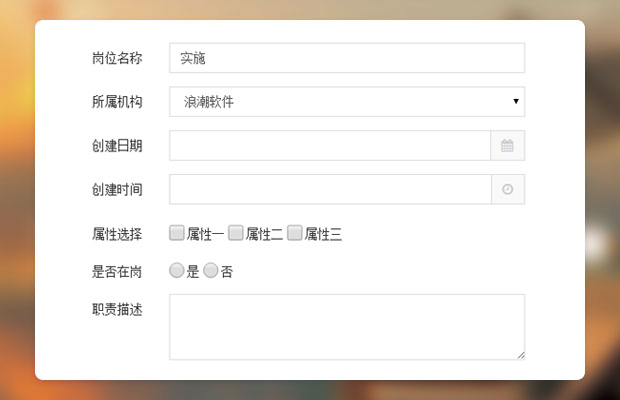 岗位名称 实施
所属机构 浪潮软件
创建日期
创建时间
属性选择 属性一 属性二 属性三
是否在岗 是 否
职责描述